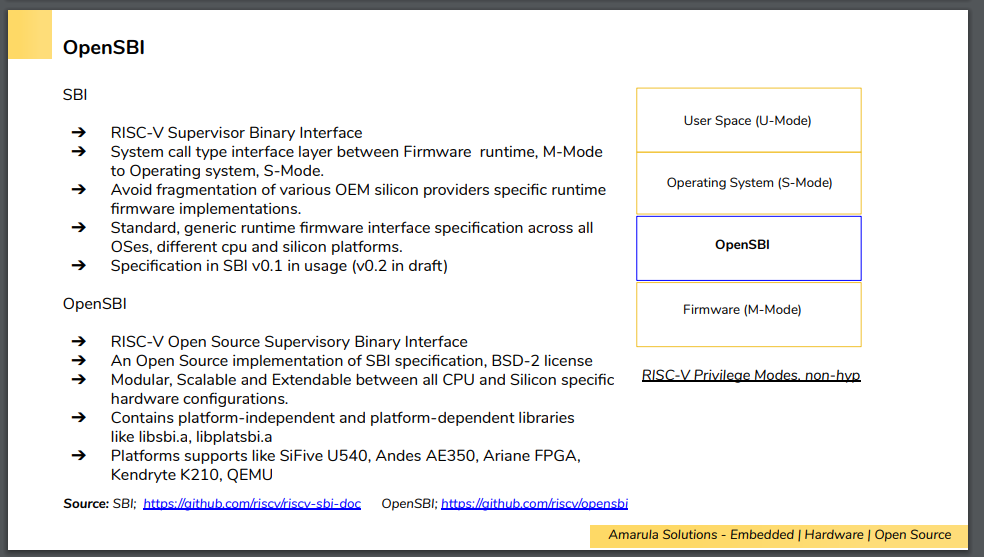 OpenSBI
SBI
➔ RISC-V Supervisor Binary Interface
➔ System call type interface layer between Firmware runtime, M-Mode
to Operating system, S-Mode.
➔ Avoid fragmentation of various OEM silicon providers specific runtime
firmware implementations.
➔ Standard, generic runtime firmware interface specification across all
OSes, different cpu and silicon platforms.
➔ Specification in SBI v0.1 in usage (v0.2 in draft)
OpenSBI
➔ RISC-V Open Source Supervisory Binary Interface
➔ An Open Source implementation of SBI specification, BSD-2 license
➔ Modular, Scalable and Extendable between all CPU and Silicon specific
hardware configurations.
➔ Contains platform-independent and platform-dependent libraries
like libsbi.a, libplatsbi.a
➔ Platforms supports like SiFive U540, Andes AE350, Ariane FPGA,
Kendryte K210, QEMU
Source: SBI; https://github.com/riscv/riscv-sbi-doc OpenSBI; https://github.com/riscv/opensbi
User Space (U-Mode)
Operating System (S-Mode)
OpenSBI
Firmware (M-Mode)
RISC-V Privilege Modes, non-hyp
Amarula Solutions - Embedded | Hardware | Open Source